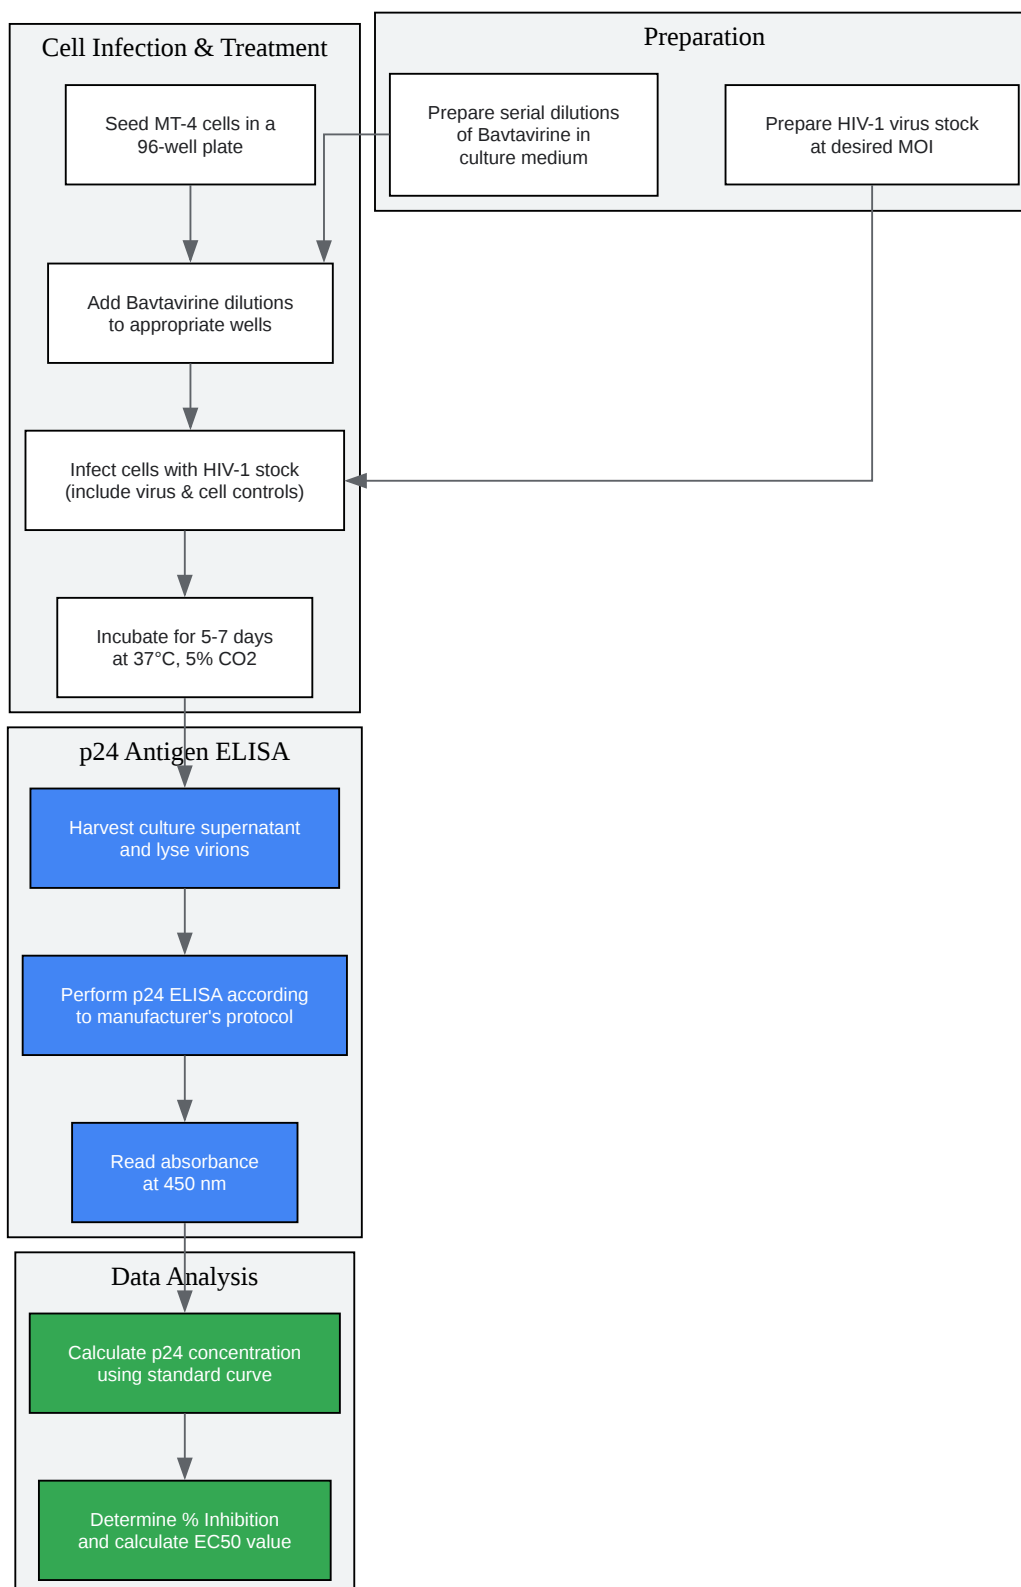 Cell Infection & Treatment
Seed MT-4 cells in a
96-well plate
Preparation
Prepare serial dilutions
of Bavtavirine in
culture medium
Prepare HIV-1 virus stock
at desired MOI
Add Bavtavirine dilutions
to appropriate wells
Infect cells with HIV-1 stock
(include virus & cell controls)
Incubate for 5-7 days
at 37°C, 5% CO2
p24 Antigen ELISA
Harvest culture supernatant
and lyse virions
Perform p24 ELISA according
to manufacturer's protocol
Read absorbance
at 450 nm
Data Analysis
Calculate p24 concentration
using standard curve
Determine % Inhibition
and calculate EC50 value